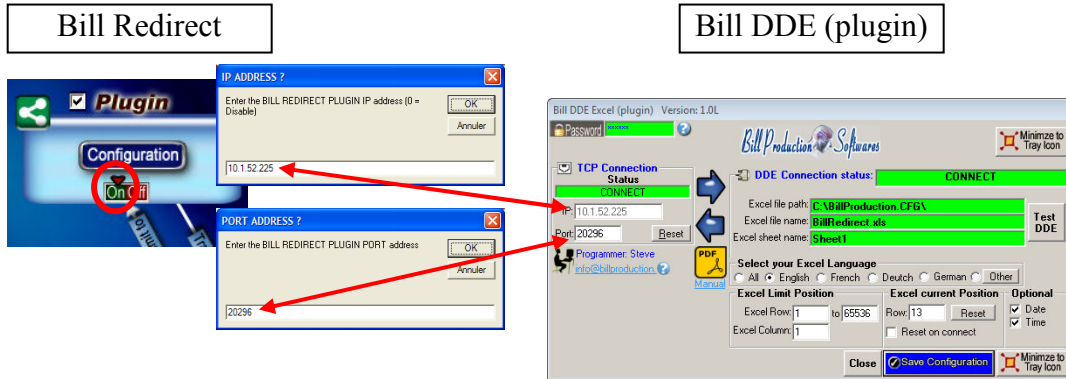 Bill Redirect
Bill DDE (plugin)
Plugin
Configuration
On Off
IP ADDRESS ?
Enter the BILL REDIRECT PLUGIN IP address (0 =
Disable)
OK
Annuler
10.1.52.225
PORT ADDRESS ?
Enter the BILL REDIRECT PLUGIN PORT address
OK
Annuler
20296
Bill DDE Excel (plugin) Version: 1.0L
Password ******
Bill Production Softwares
Minimze to
Tray Icon
TCP Connection
Status
CONNECT
IP: 10.1.52.225
Port: 20296 Reset
Programmer: Steve
info@billproduction.
PDF
Manual
DDE Connection status: CONNECT
Excel file path: C:\BillProduction.CFG\
Excel file name: BillRedirect.xls
Excel sheet name: Sheet1
Test
DDE
Select your Excel Language
All English French Deutch German Other
Excel Limit Position
Excel Row: 1 to 65536
Excel Column: 1
Excel current Position
Row: 13 Reset
Reset on connect
Optional
Date
Time
Close Save Configuration Minimze to
Tray Icon